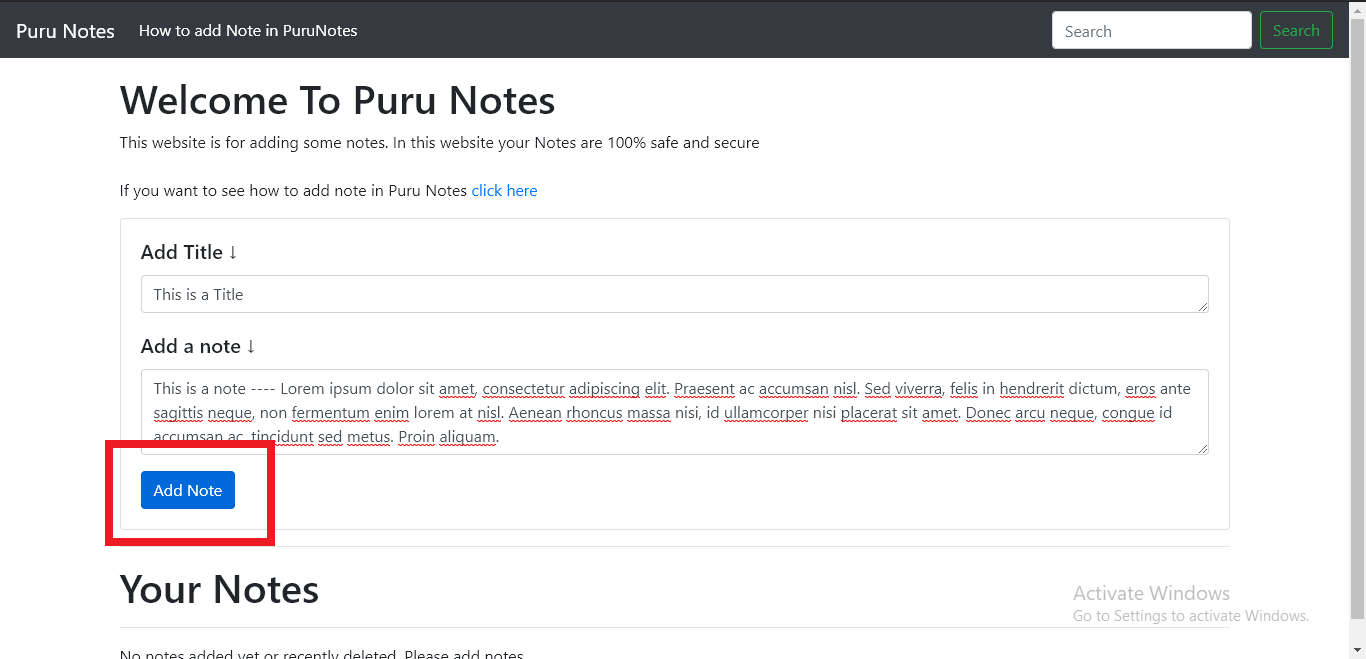 Puru Notes How to add Note in PuruNotes Search Search
Welcome To Puru Notes
This website is for adding some notes. In this website your Notes are 100% safe and secure
If you want to see how to add note in Puru Notes click here
Add Title ↓
This is a Title
Add a note ↓
This is a note ---- Lorem ipsum dolor sit amet, consectetur adipiscing elit. Praesent ac accumsan nisl. Sed viverra, felis in hendrerit dictum, eros ante
sagittis neque, non fermentum enim lorem at nisl. Aenean rhoncus massa nisi, id ullamcorper nisi placerat sit amet. Donec arcu neque, congue id
accumsan ac, tincidunt sed metus. Proin aliquam.
Add Note
Your Notes
Activate Windows
Go to Settings to activate Windows.
No notes added yet or recently deleted. Please add notes